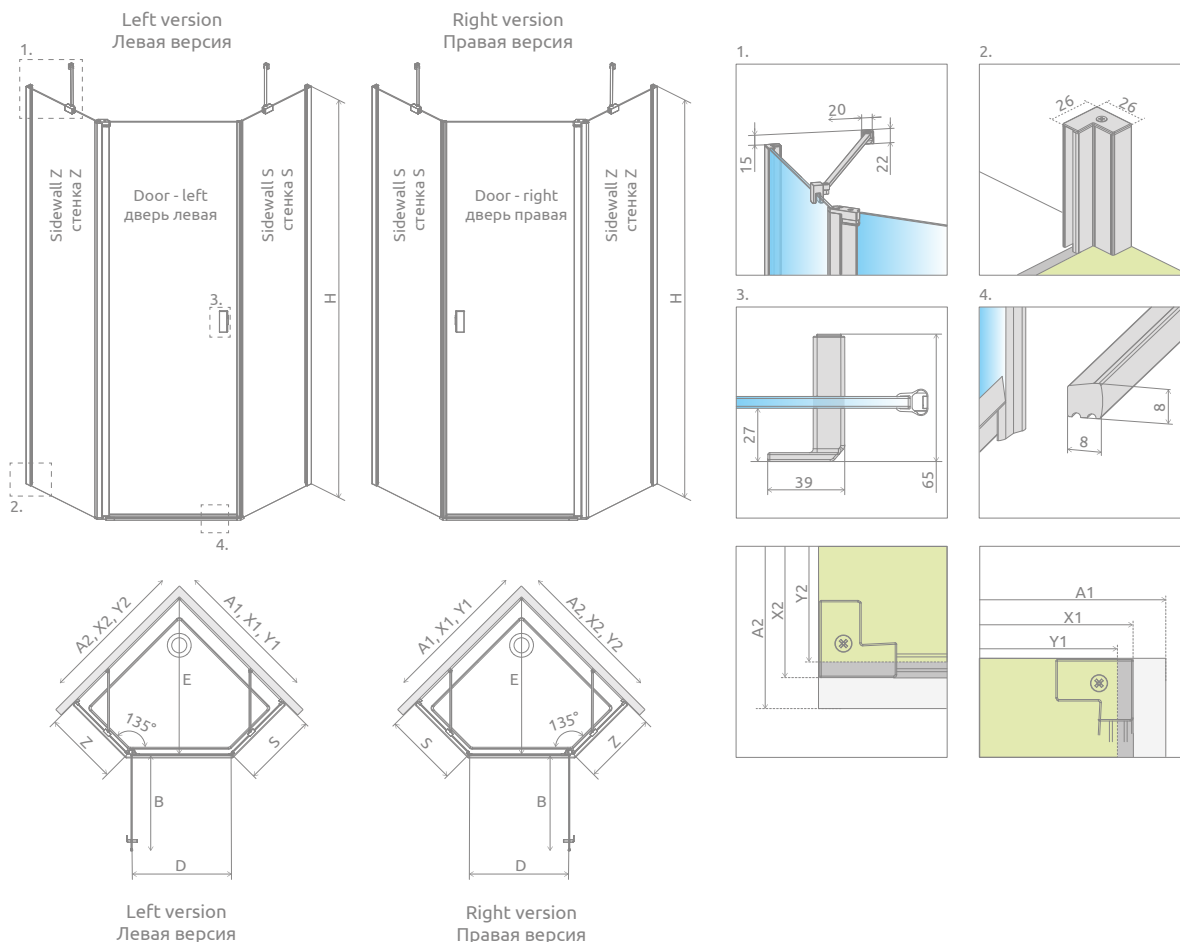 Left version
Левая версия
Right version
Правая версия
1.
Sidewall Z
стенка Z
Door - left
дверь левая
Sidewall S
стенка S
H
3.
2.
4.
Sidewall S
стенка S
Door - right
дверь правая
Sidewall Z
стенка Z
H
1.
20
15
22
2.
26
26
3.
27
39
65
4.
8
8
A2, X2, Y2
A1, X1, Y1
E
135°
Z
S
B
D
Left version
Левая версия
A1, X1, Y1
A2, X2, Y2
E
135°
S
Z
B
D
Right version
Правая версия
A2
X2
Y2
A1
X1
Y1